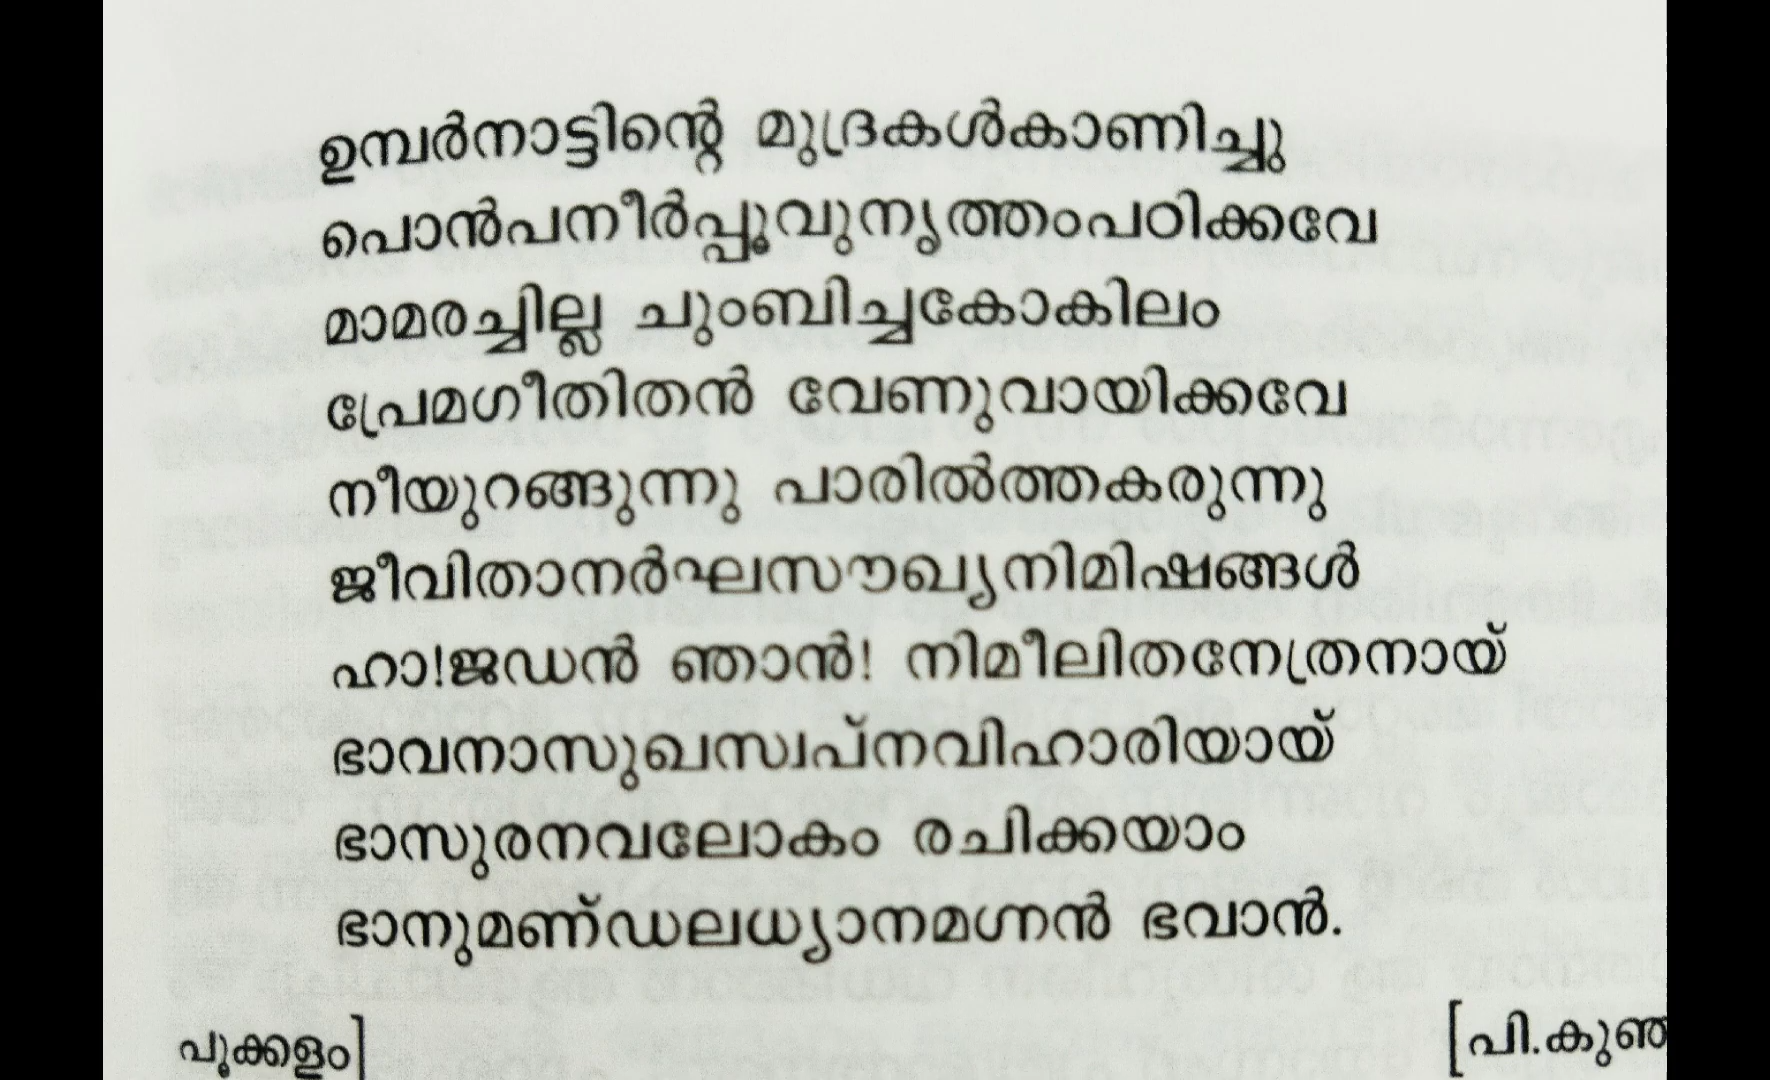 ഉമ്പർനാട്ടിന്റെ മുദ്രകൾകാണിച്ചു
പൊൻപനീർപ്പൂവുനൃത്തംപഠിക്കവേ
മാമരച്ചില്ല ചുംബിച്ചകോകിലം
പ്രേമഗീതിതൻ വേണുവായിക്കവേ
നീയുറങ്ങുന്നു പാരിൽത്തകരുന്നു
ജീവിതാനർഘസൗഖ്യനിമിഷങ്ങൾ
ഹാ!ജഡൻ ഞാൻ! നിമീലിതനേത്രനായ്
ഭാവനാസുഖസ്വപ്നവിഹാരിയായ്
ഭാസുരനവലോകം രചിക്കയാം
ഭാനുമണ്ഡലധ്യാനമഗ്നൻ ഭവാൻ.
പൂക്കളം] [പി.കുഞ